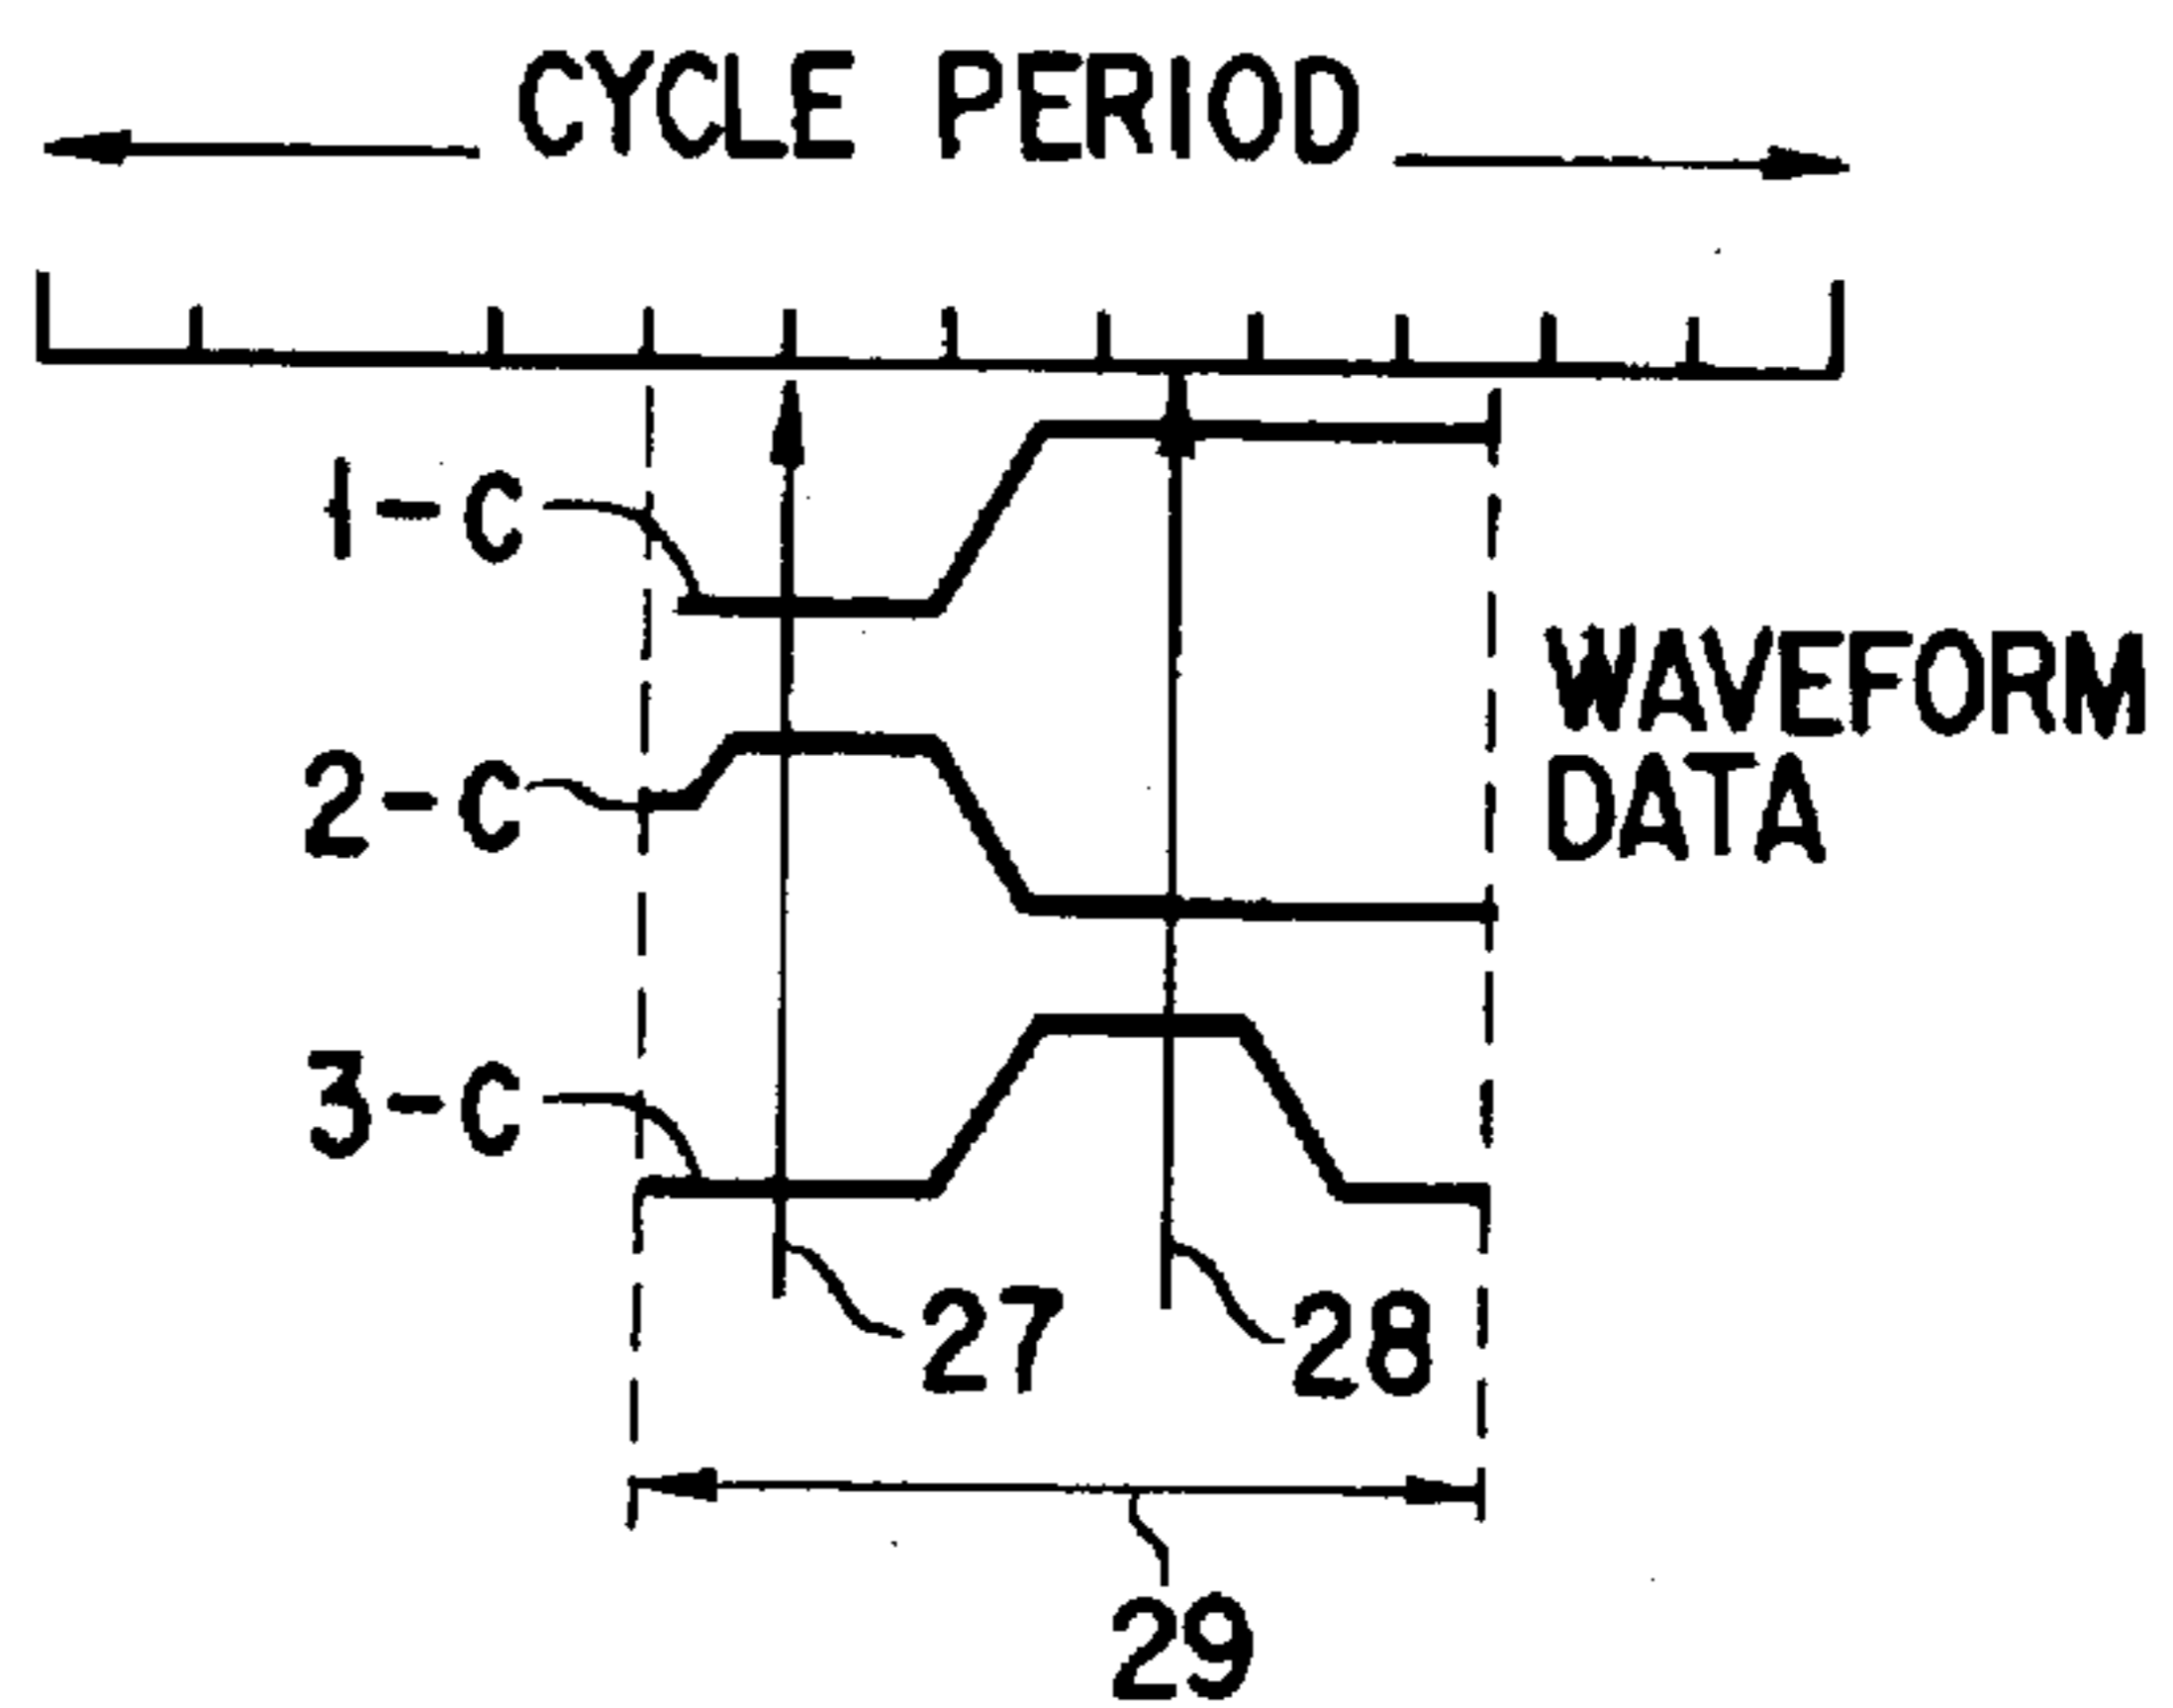 CYCLE PERIOD
1-C
WAVEFORM
DATA
2-C
3-C
27
28
29